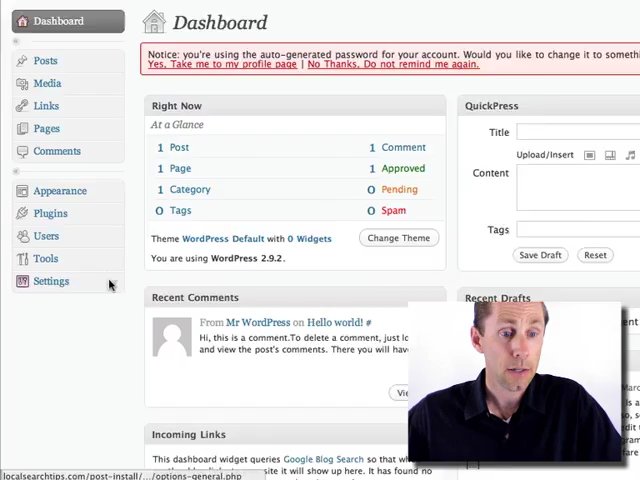 Dashboard
Posts
Media
Links
Pages
Comments
Appearance
Plugins
Users
Tools
Settings
Dashboard
Notice: you're using the auto-generated password for your account. Would you like to change it to
Yes, Take me to my profile page | No Thanks, Do not remind me again.
Right Now
At a Glance
1 Post 1 Comment
1 Page 1 Approved
1 Category 0 Pending
0 Tags 0 Spam
Theme WordPress Default with 0 Widgets Change Theme
You are using WordPress 2.9.2.
Recent Comments
From Mr WordPress on Hello world! #
Hi, this is a comment.To delete a comment, just
and view the post's comments. There you will have
Incoming Links
This dashboard widget queries Google Blog Search so that
it will show up here. It has found no
QuickPress
Title
Upload/Insert
Content
Tags
Save Draft Reset
Recent Drafts
localsearchtips.com/post-install/.../options-general.php